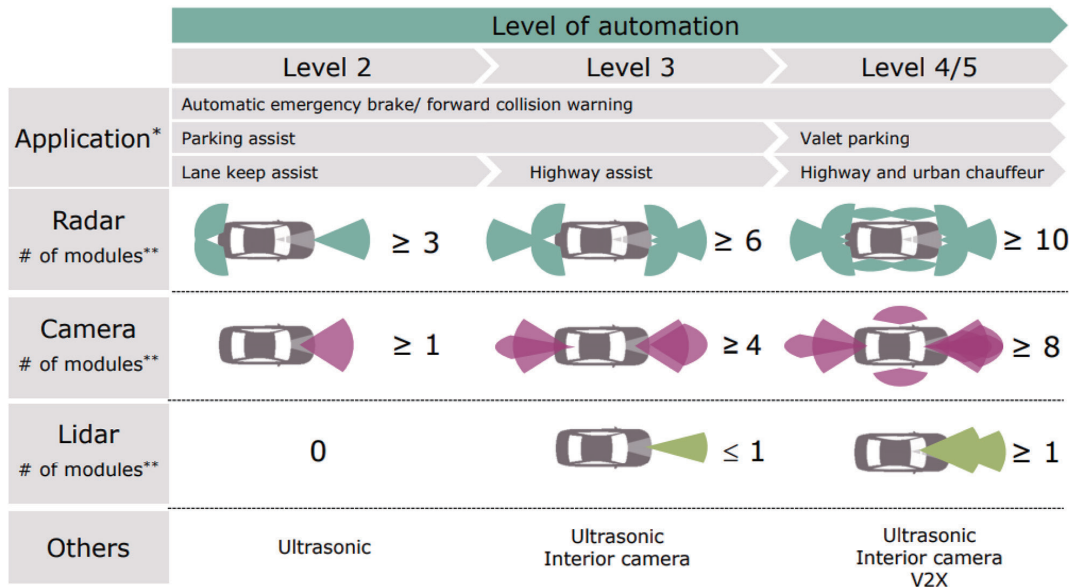 Level of automation
Level 2
Level 3
Level 4/5
Application*
Automatic emergency brake/ forward collision warning
Parking assist
Valet parking
Lane keep assist
Highway assist
Highway and urban chauffeur
Radar
# of modules**
≥ 3
≥ 6
≥ 10
Camera
# of modules**
≥ 1
≥4
≥ 8
Lidar
# of modules**
0
≤ 1
≥ 1
Others
Ultrasonic
Ultrasonic
Interior camera
Ultrasonic
Interior camera
V2X